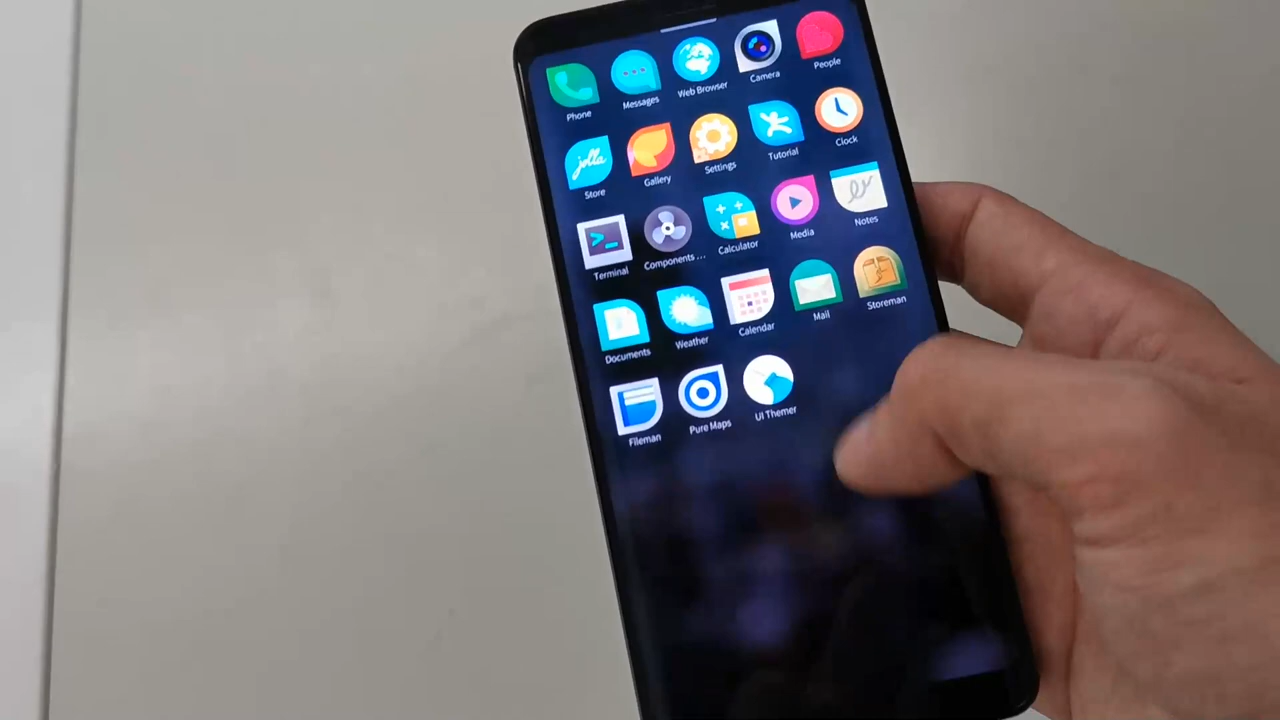 Phone
Messages
Web Browser
Camera
People
jolla
Store
Gallery
Settings
Tutorial
Clock
>_
Terminal
Components ...
Calculator
Media
Notes
Documents
Weather
Calendar
Mail
Storeman
Fileman
Pure Maps
UI Themer